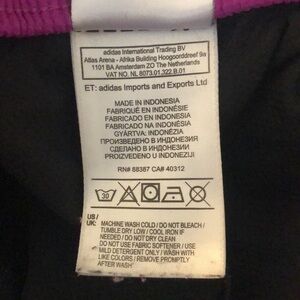 adidas International Trading BV
Atlas Arena - Afrika Building Hoogoorddreef 9a
1101 BA Amsterdam ZO The Netherlands
VAT NO. NL 8073.01.322.B.01
ET: adidas Imports and Exports Ltd
MADE IN INDONESIA
FABRIQUÉ EN INDONÉSIE
FABRICADO EN INDONESIA
FABRICADO NA INDONÉSIA
GYÁRTVA: INDONÉZIA
ПРОИЗВЕДЕНО В ИНДОНЕЗИЯ
СДЕЛАНО В ИНДОНЕЗИИ
PROIZVEDENO U INDONEZIJI
RN# 88387 CA# 40312
30
US/
UK:
MACHINE WASH COLD / DO NOT BLEACH /
TUMBLE DRY LOW / COOL IRON IF
NEEDED / DO NOT DRY CLEAN
DO NOT USE FABRIC SOFTENER / USE
MILD DETERGENT ONLY / WASH WITH
LIKE COLORS / REMOVE PROMPTLY
AFTER WASH